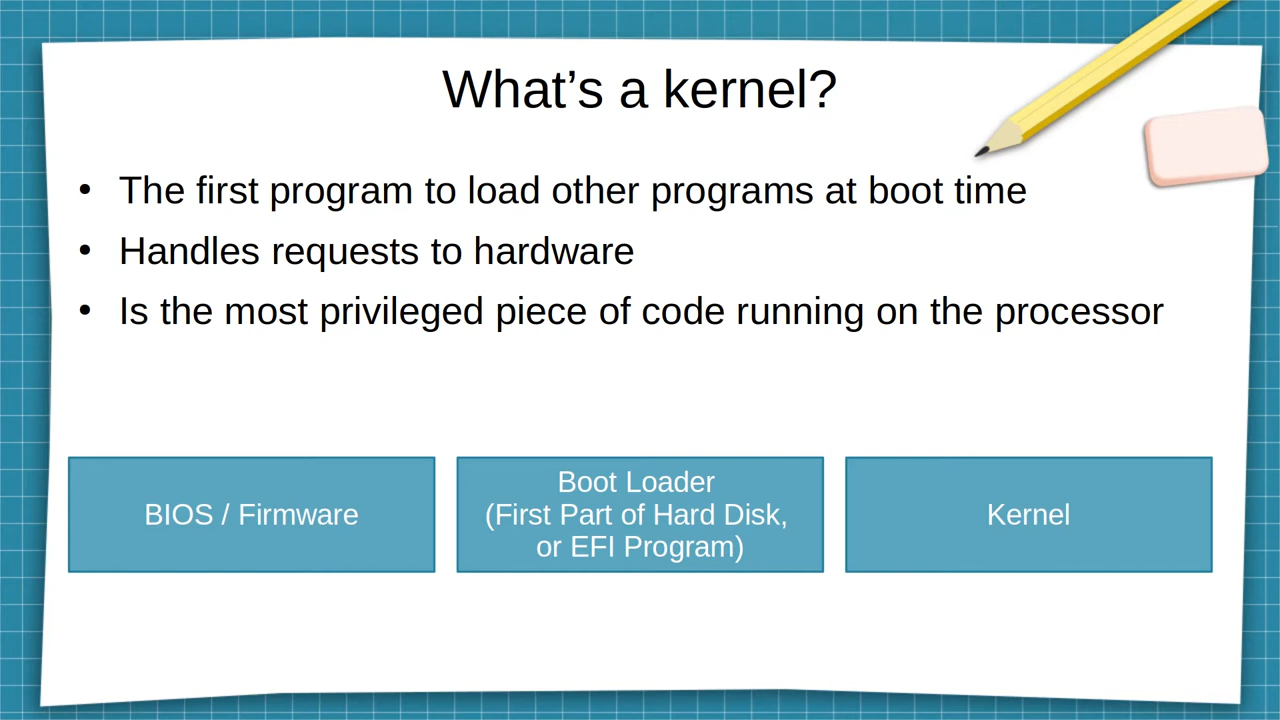 What’s a kernel?
• The first program to load other programs at boot time
• Handles requests to hardware
• Is the most privileged piece of code running on the processor
BIOS / Firmware
Boot Loader
(First Part of Hard Disk,
or EFI Program)
Kernel